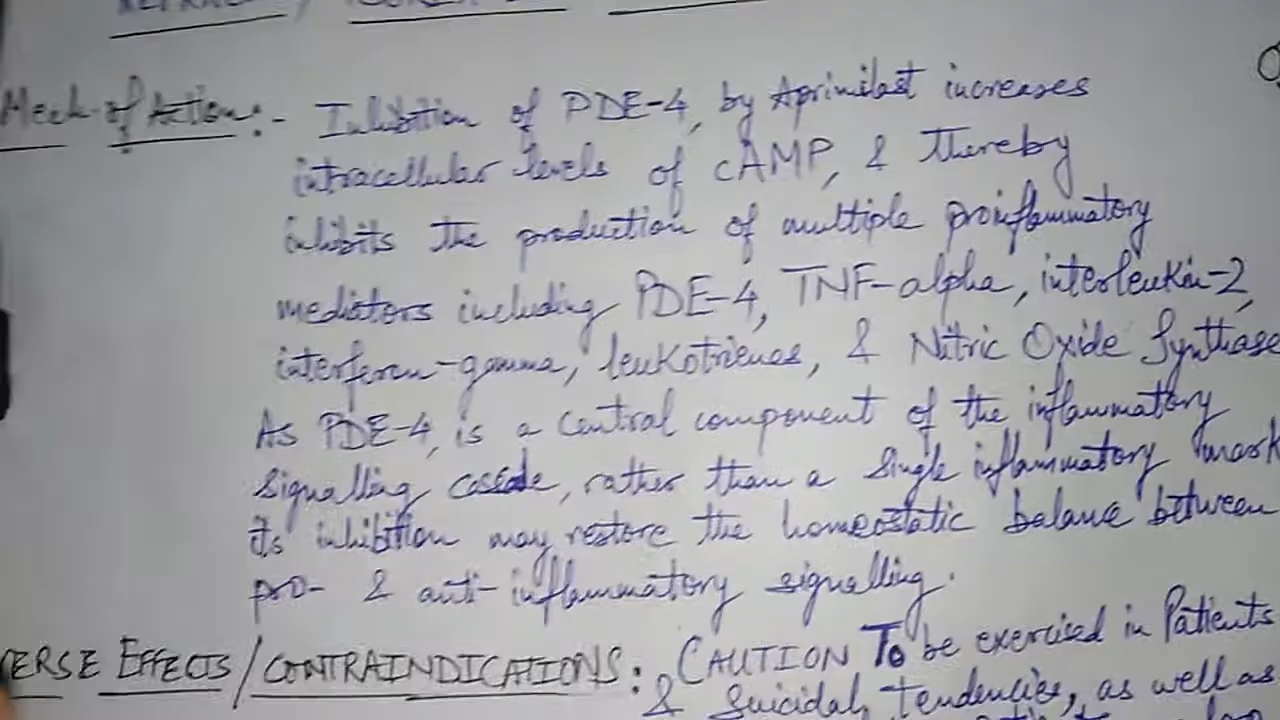 Mech. of Action:- Inhibition of PDE-4, by Aprimilast increases
intracellular levels of cAMP, & thereby
inhibits the production of multiple proinflammatory
mediators including PDE-4, TNF-alpha, interleukin-2,
interferon-gamma, leukotrienes, & Nitric Oxide Synthase
As PDE-4, is a central component of the inflammatory
signalling cascade, rather than a single inflammatory mark
its inhibition may restore the homeostatic balance between
pro- & anti-inflammatory signalling.
ERSE EFFECTS/CONTRAINDICATIONS: CAUTION To be exercised in Patients
& Suicidal tendencies, as well as